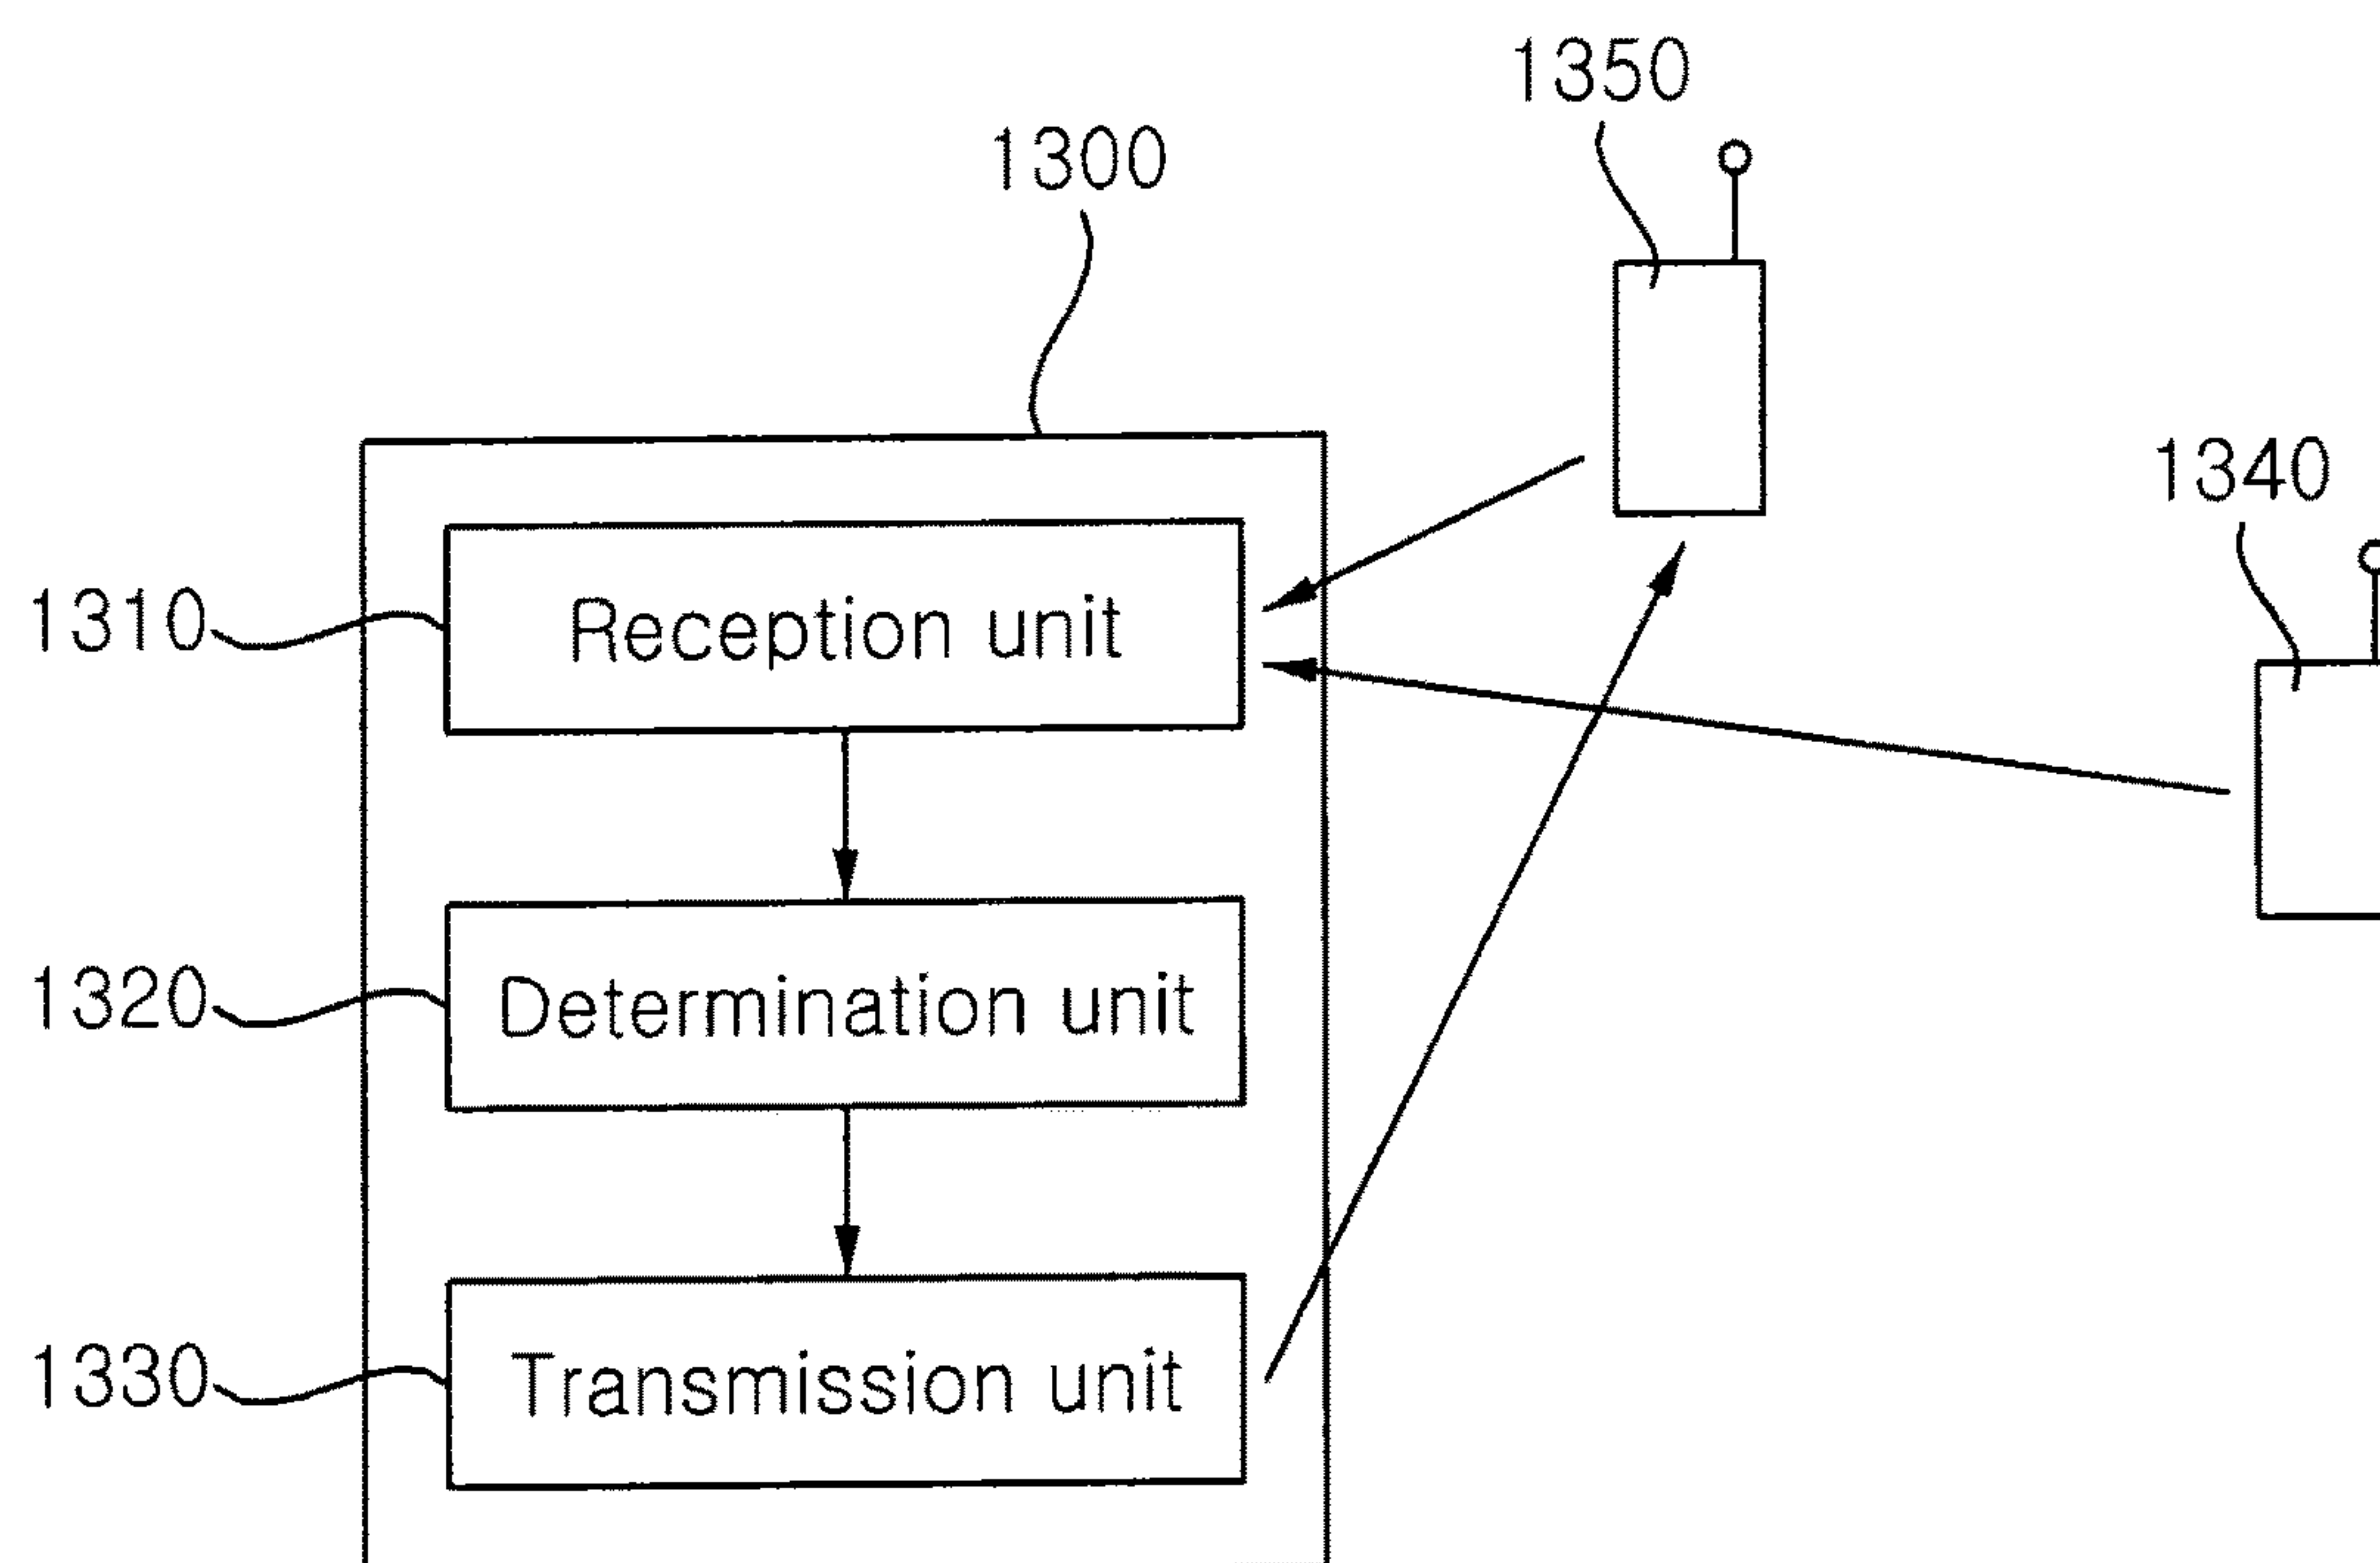 1350
1300
1340
1310
Reception unit
1320
Determination unit
1330
Transmission unit